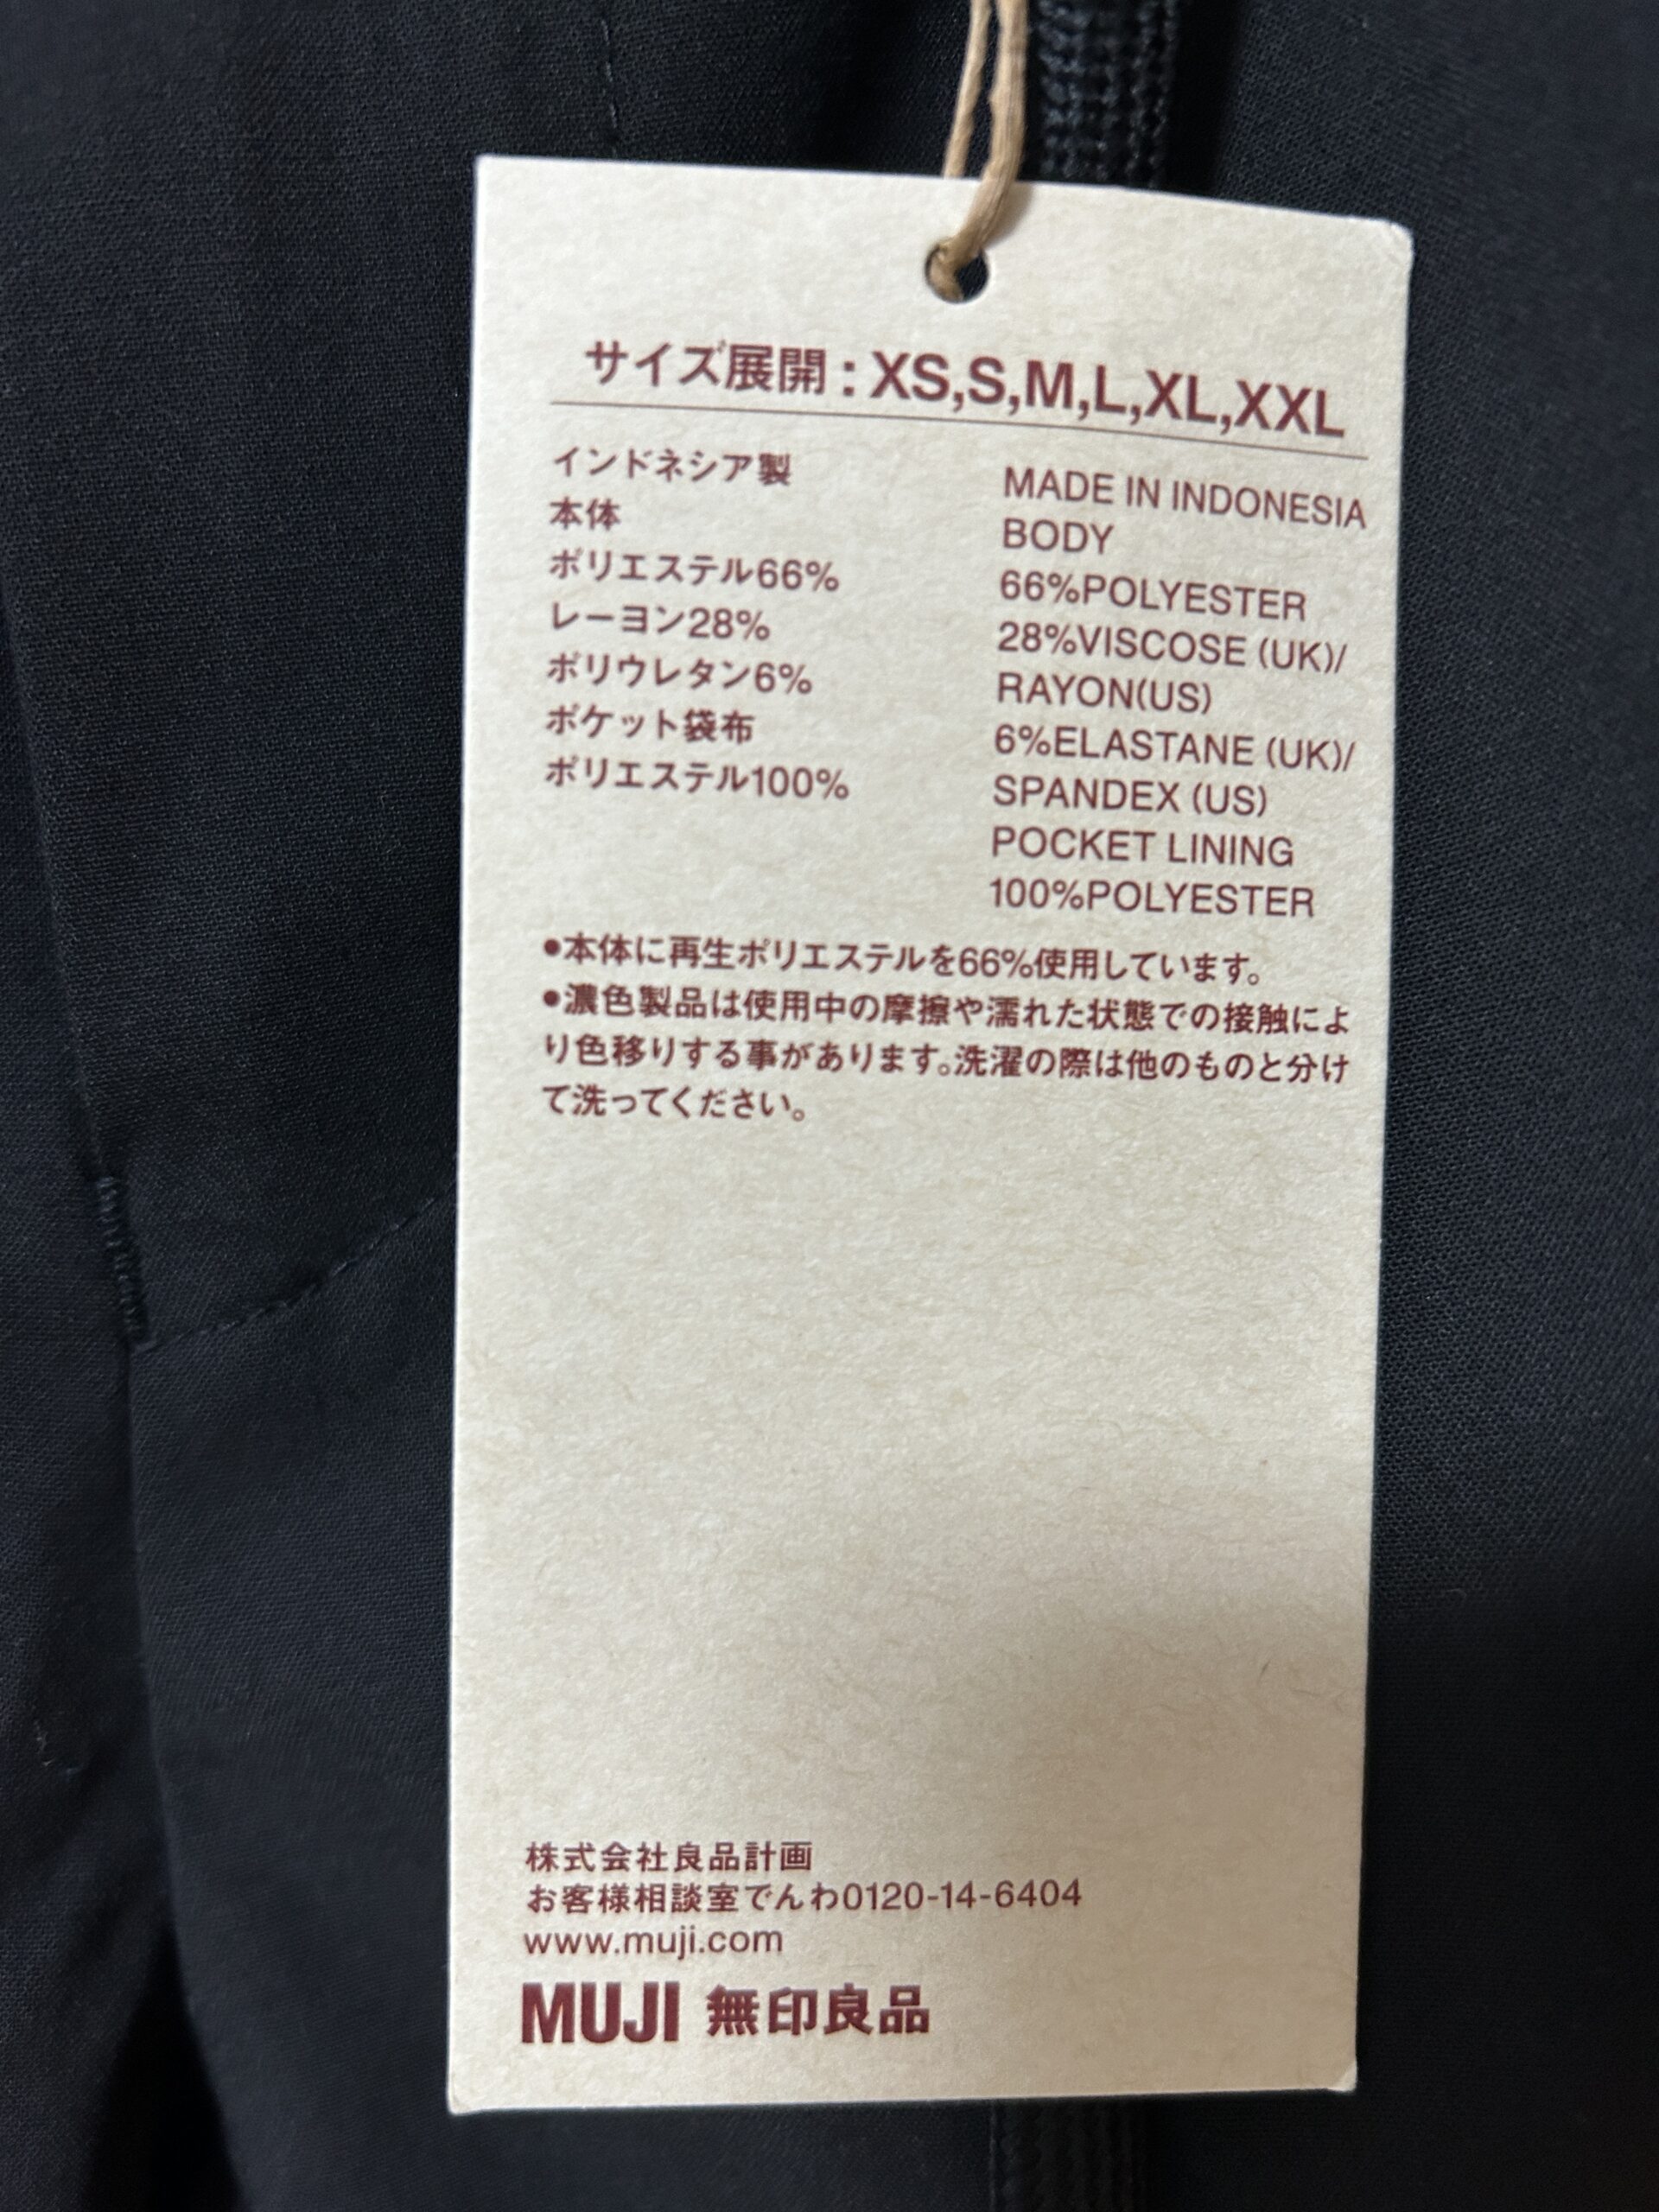 サイズ展開：XS,S,M,L,XL,XXL
インドネシア製
本体
ポリエステル66%
レーヨン28%
ポリウレタン6%
ポケット袋布
ポリエステル100%
MADE IN INDONESIA
BODY
66%POLYESTER
28%VISCOSE (UK)/
RAYON(US)
6%ELASTANE (UK)/
SPANDEX (US)
POCKET LINING
100%POLYESTER
●本体に再生ポリエステルを66%使用しています。
●濃色製品は使用中の摩擦や濡れた状態での接触によ
り色移りする事があります。洗濯の際は他のものと分け
て洗ってください。
株式会社良品計画
お客様相談室でんわ0120-14-6404
www.muji.com
MUJI 無印良品